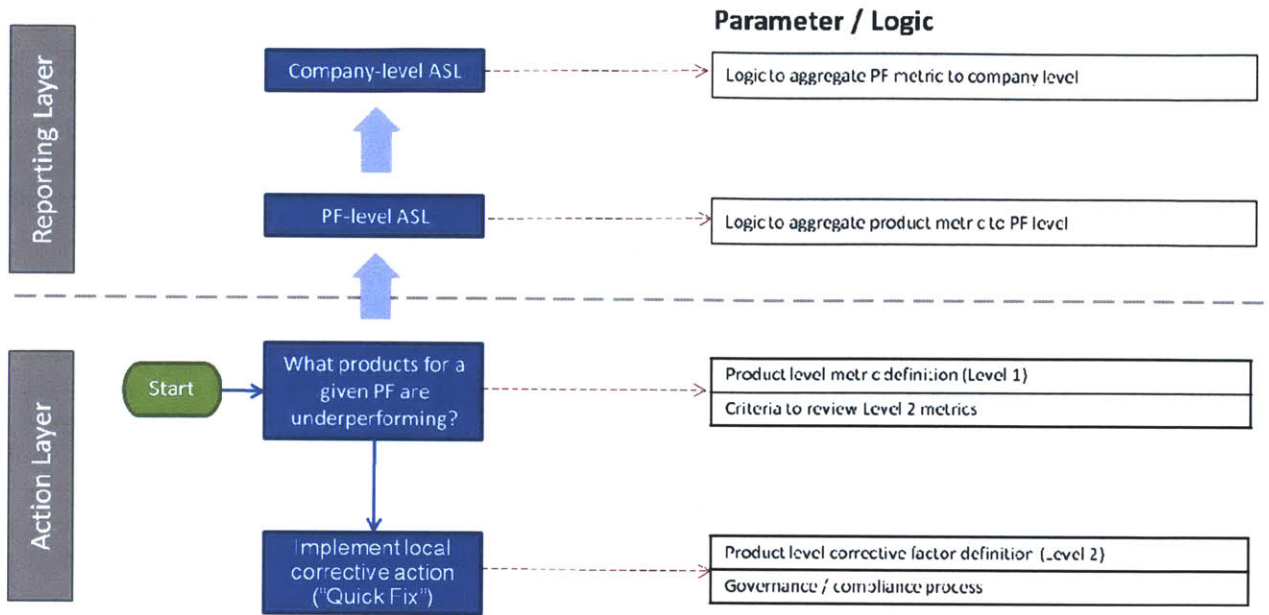 Parameter / Logic
Reporting Layer
Company-level ASL
Logic to aggregate PF metric to company level
PF-level ASL
Logic to aggregate product metric to PF level
Action Layer
Start
What products for a
given PF are
underperforming?
Product level metric definition (Level 1)
Criteria to review Level 2 metrics
Implement local
corrective action
("Quick Fix")
Product level corrective factor definition (Level 2)
Governance / compliance process